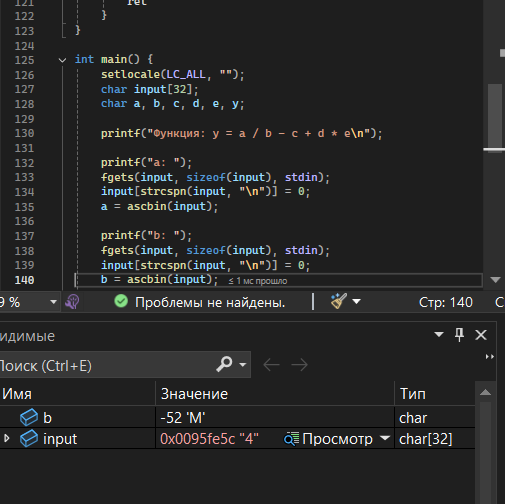 121 ret
122 }
123 }
124
125 int main() {
126 setlocale(LC_ALL, "");
127 char input[32];
128 char a, b, c, d, e, y;
129
130 printf("Функция: y = a / b - c + d * e\n");
131
132 printf("a: ");
133 fgets(input, sizeof(input), stdin);
134 input[strcspn(input, "\n")] = 0;
135 a = ascbin(input);
136
137 printf("b: ");
138 fgets(input, sizeof(input), stdin);
139 input[strcspn(input, "\n")] = 0;
140 b = ascbin(input); ≤ 1 мс прошло
9 % Проблемы не найдены. Стр: 140 С
идимые
Поиск (Ctrl+E)
Имя Значение Тип
b -52 'М' char
input 0x0095fe5c "4" Просмотр char[32]